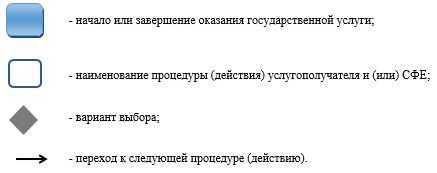 - начало или завершение оказания государственной услуги;
- наименование процедуры (действия) услугополучателя и (или) СФЕ;
- вариант выбора;
- переход к следующей процедуре (действию).